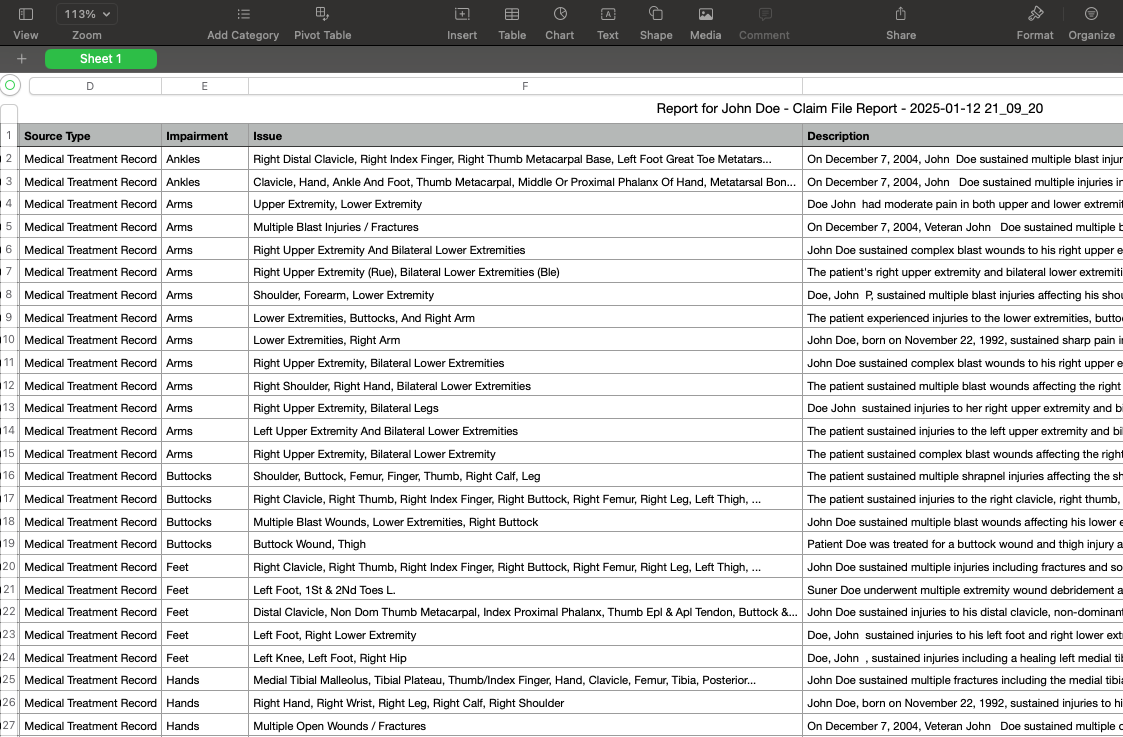 113%
View Zoom Add Category Pivot Table Insert Table Chart Text Shape Media Comment Share Format Organize
Sheet 1
D E F
Report for John Doe - Claim File Report - 2025-01-12 21_09_20
1 Source Type Impairment Issue Description
2 Medical Treatment Record Ankles Right Distal Clavicle, Right Index Finger, Right Thumb Metacarpal Base, Left Foot Great Toe Metatars... On December 7, 2004, John Doe sustained multiple blast injur
3 Medical Treatment Record Ankles Clavicle, Hand, Ankle And Foot, Thumb Metacarpal, Middle Or Proximal Phalanx Of Hand, Metatarsal Bon... On December 7, 2004, John Doe sustained multiple injuries in
4 Medical Treatment Record Arms Upper Extremity, Lower Extremity Doe John had moderate pain in both upper and lower extremit
5 Medical Treatment Record Arms Multiple Blast Injuries / Fractures On December 7, 2004, Veteran John Doe sustained multiple b
6 Medical Treatment Record Arms Right Upper Extremity And Bilateral Lower Extremities John Doe sustained complex blast wounds to his right upper e
7 Medical Treatment Record Arms Right Upper Extremity (Rue), Bilateral Lower Extremities (Ble) The patient's right upper extremity and bilateral lower extremiti
8 Medical Treatment Record Arms Shoulder, Forearm, Lower Extremity Doe, John P, sustained multiple blast injuries affecting his shou
9 Medical Treatment Record Arms Lower Extremities, Buttocks, And Right Arm The patient experienced injuries to the lower extremities, butto
10 Medical Treatment Record Arms Lower Extremities, Right Arm John Doe, born on November 22, 1992, sustained sharp pain i
11 Medical Treatment Record Arms Right Upper Extremity, Bilateral Lower Extremities John Doe sustained complex blast wounds to his right upper e
12 Medical Treatment Record Arms Right Shoulder, Right Hand, Bilateral Lower Extremities The patient sustained multiple blast wounds affecting the right
13 Medical Treatment Record Arms Right Upper Extremity, Bilateral Legs Doe John sustained injuries to her right upper extremity and bi
14 Medical Treatment Record Arms Left Upper Extremity And Bilateral Lower Extremities The patient sustained injuries to the left upper extremity and bil
15 Medical Treatment Record Arms Right Upper Extremity, Bilateral Lower Extremity The patient sustained complex blast wounds affecting the right
16 Medical Treatment Record Buttocks Shoulder, Buttock, Femur, Finger, Thumb, Right Calf, Leg The patient sustained multiple shrapnel injuries affecting the sh
17 Medical Treatment Record Buttocks Right Clavicle, Right Thumb, Right Index Finger, Right Buttock, Right Femur, Right Leg, Left Thigh, ... The patient sustained injuries to the right clavicle, right thumb,
18 Medical Treatment Record Buttocks Multiple Blast Wounds, Lower Extremities, Right Buttock John Doe sustained multiple blast wounds affecting his lower e
19 Medical Treatment Record Buttocks Buttock Wound, Thigh Patient Doe was treated for a buttock wound and thigh injury a
20 Medical Treatment Record Feet Right Clavicle, Right Thumb, Right Index Finger, Right Buttock, Right Femur, Right Leg, Left Thigh, ... John Doe sustained multiple injuries including fractures and so
21 Medical Treatment Record Feet Left Foot, 1St & 2Nd Toes L. Suner Doe underwent multiple extremity wound debridement a
22 Medical Treatment Record Feet Distal Clavicle, Non Dom Thumb Metacarpal, Index Proximal Phalanx, Thumb Epl & Apl Tendon, Buttock &... John Doe sustained injuries to his distal clavicle, non-dominant
23 Medical Treatment Record Feet Left Foot, Right Lower Extremity Doe, John sustained injuries to his left foot and right lower ext
24 Medical Treatment Record Feet Left Knee, Left Foot, Right Hip Doe, John , sustained injuries including a healing left medial tib
25 Medical Treatment Record Hands Medial Tibial Malleolus, Tibial Plateau, Thumb/Index Finger, Hand, Clavicle, Femur, Tibia, Posterior... John Doe sustained multiple fractures including the medial tibia
26 Medical Treatment Record Hands Right Hand, Right Wrist, Right Leg, Right Calf, Right Shoulder John Doe, born on November 22, 1992, sustained injuries to hi
27 Medical Treatment Record Hands Multiple Open Wounds / Fractures On December 7, 2004, Veteran John Doe sustained multiple o